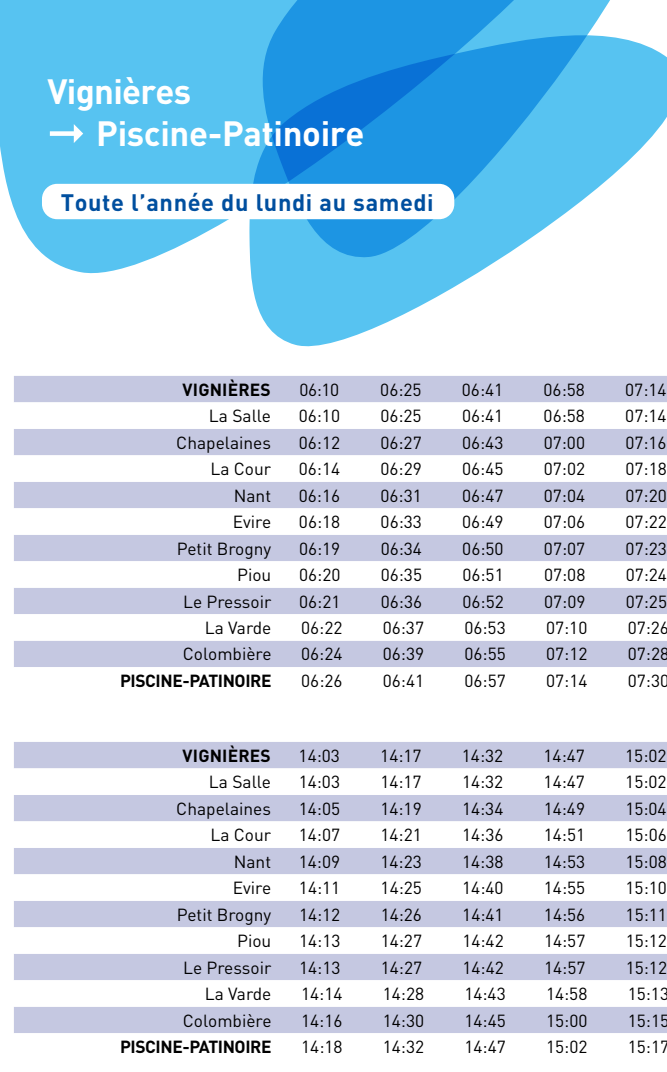 Vignières
→ Piscine-Patinoire
Toute l’année du lundi au samedi
VIGNIÈRES 06:10 06:25 06:41 06:58 07:14
La Salle 06:10 06:25 06:41 06:58 07:14
Chapelaines 06:12 06:27 06:43 07:00 07:16
La Cour 06:14 06:29 06:45 07:02 07:18
Nant 06:16 06:31 06:47 07:04 07:20
Evire 06:18 06:33 06:49 07:06 07:22
Petit Brogny 06:19 06:34 06:50 07:07 07:23
Piou 06:20 06:35 06:51 07:08 07:24
Le Pressoir 06:21 06:36 06:52 07:09 07:25
La Varde 06:22 06:37 06:53 07:10 07:26
Colombière 06:24 06:39 06:55 07:12 07:28
PISCINE-PATINOIRE 06:26 06:41 06:57 07:14 07:30
VIGNIÈRES 14:03 14:17 14:32 14:47 15:02
La Salle 14:03 14:17 14:32 14:47 15:02
Chapelaines 14:05 14:19 14:34 14:49 15:04
La Cour 14:07 14:21 14:36 14:51 15:06
Nant 14:09 14:23 14:38 14:53 15:08
Evire 14:11 14:25 14:40 14:55 15:10
Petit Brogny 14:12 14:26 14:41 14:56 15:11
Piou 14:13 14:27 14:42 14:57 15:12
Le Pressoir 14:13 14:27 14:42 14:57 15:12
La Varde 14:14 14:28 14:43 14:58 15:13
Colombière 14:16 14:30 14:45 15:00 15:15
PISCINE-PATINOIRE 14:18 14:32 14:47 15:02 15:17